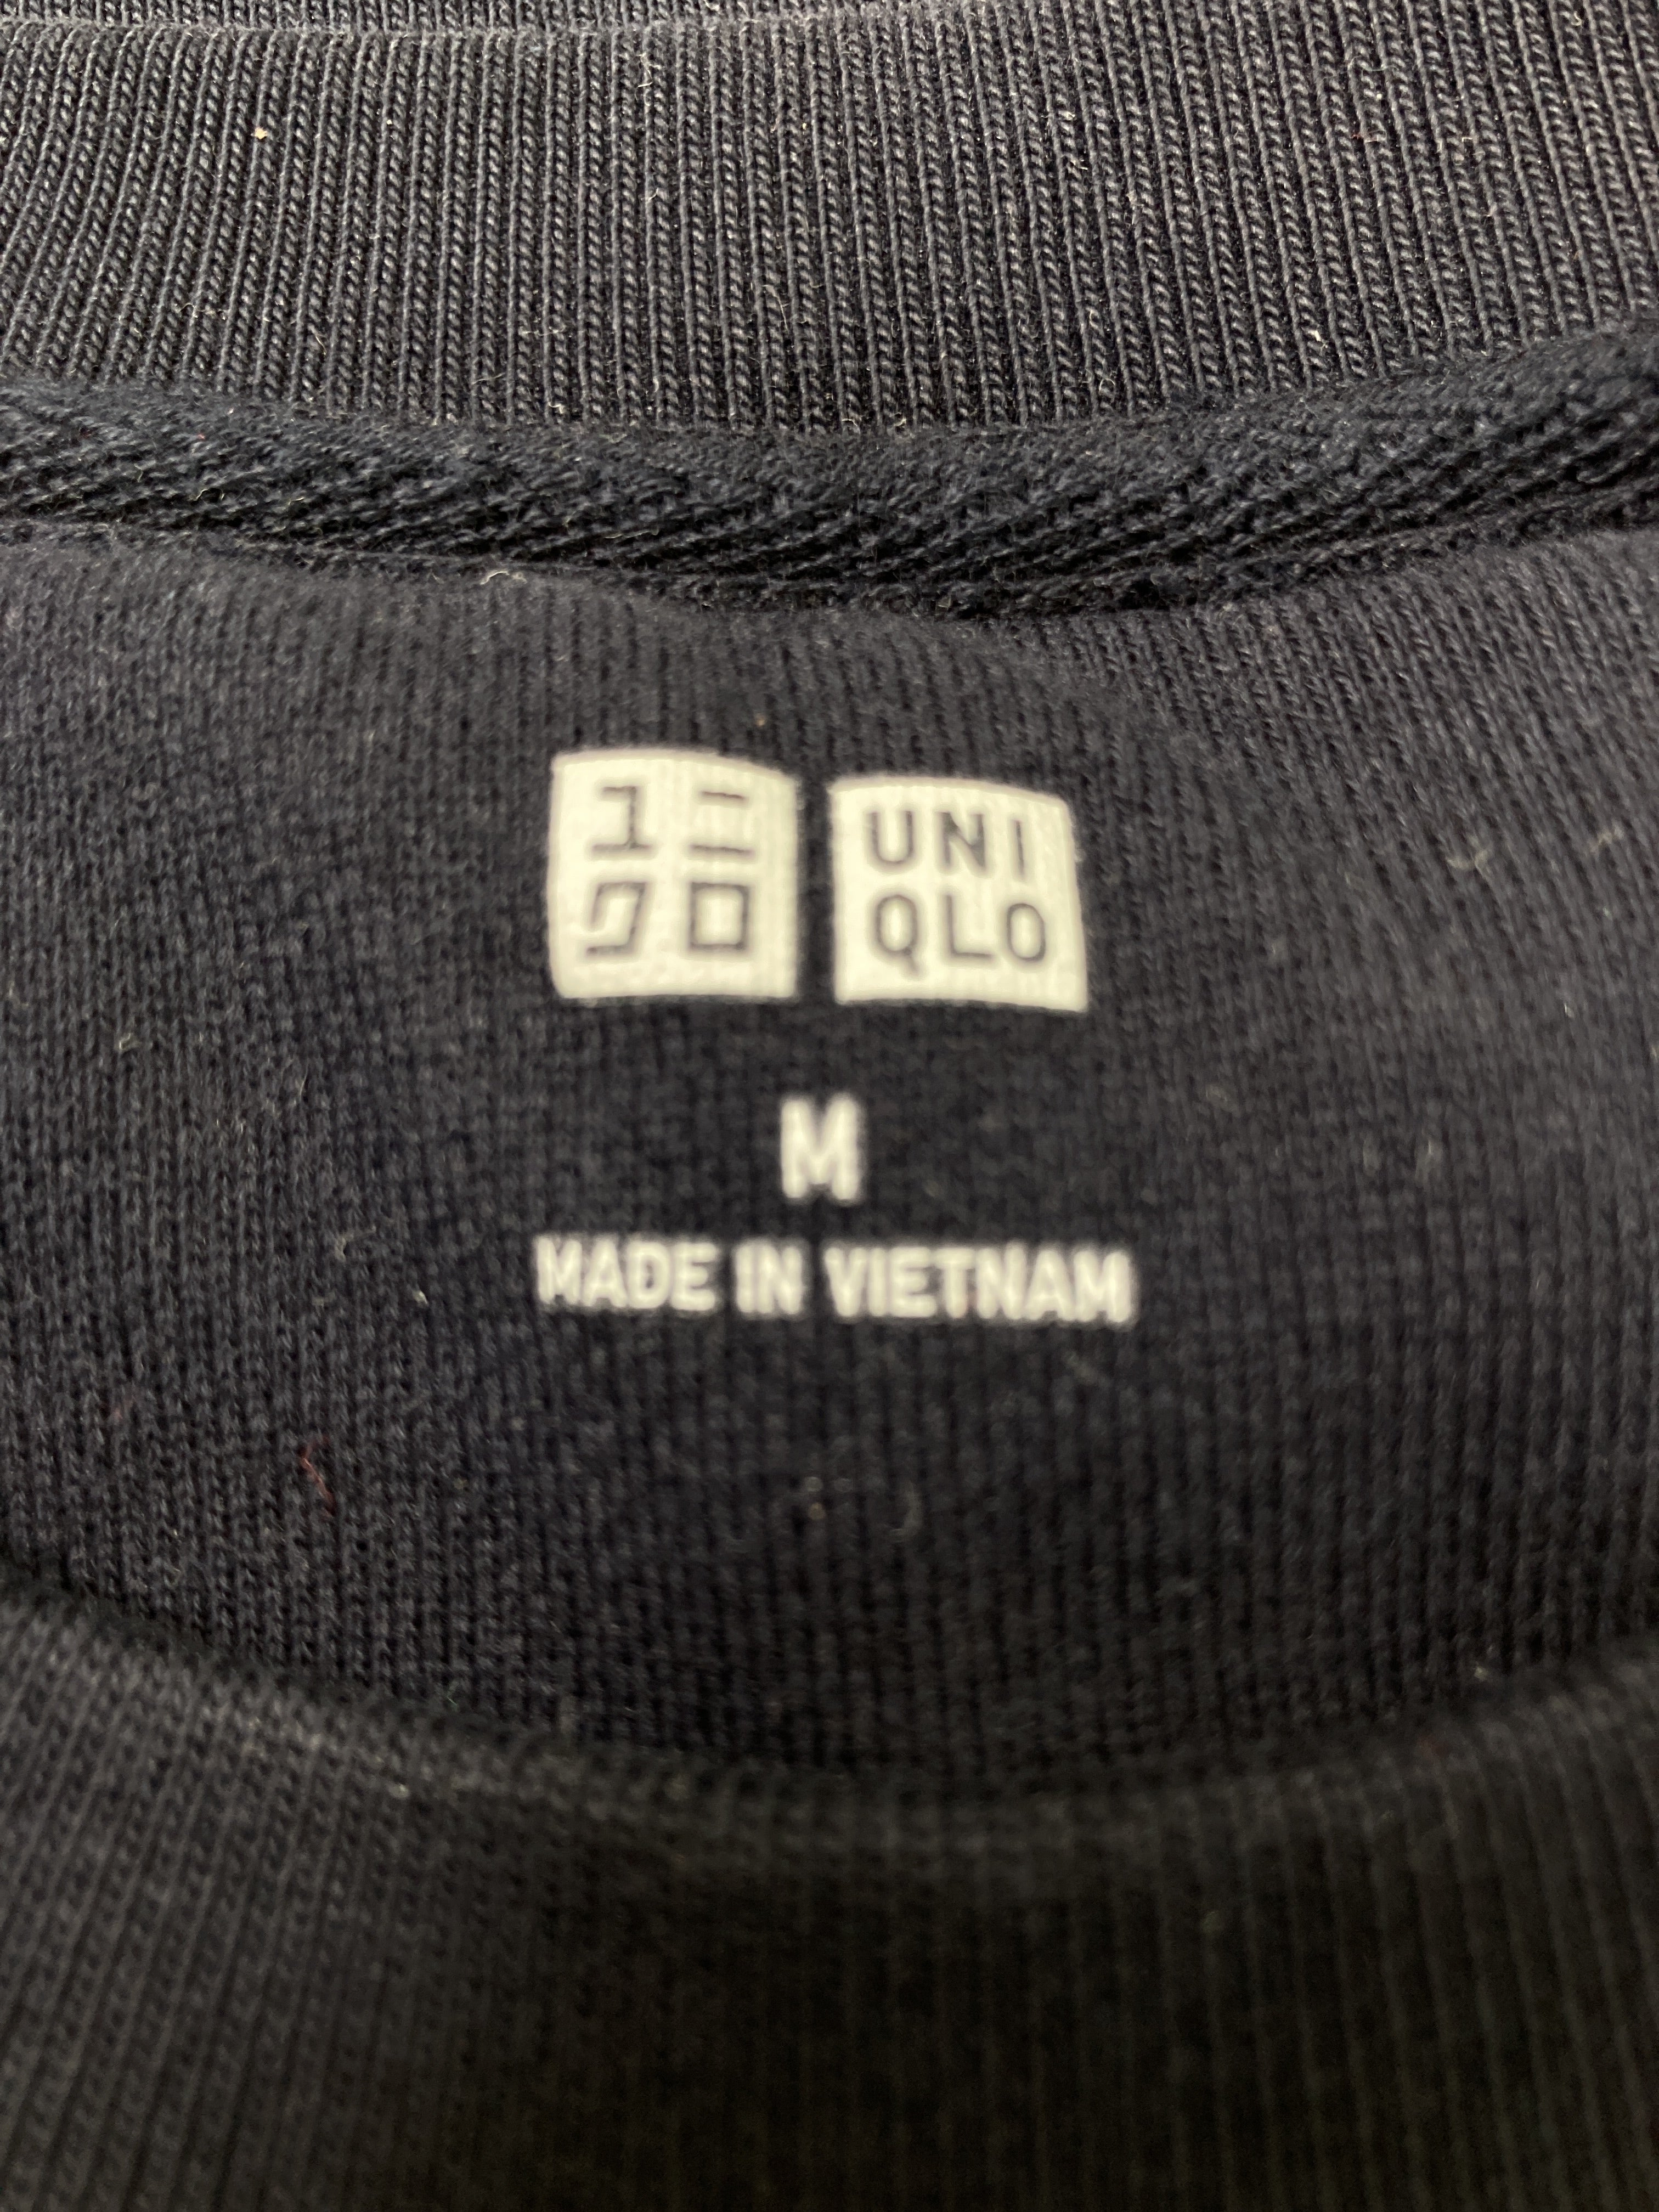 ユニ
クロ
UNI
QLO
M
MADE IN VIETNAM